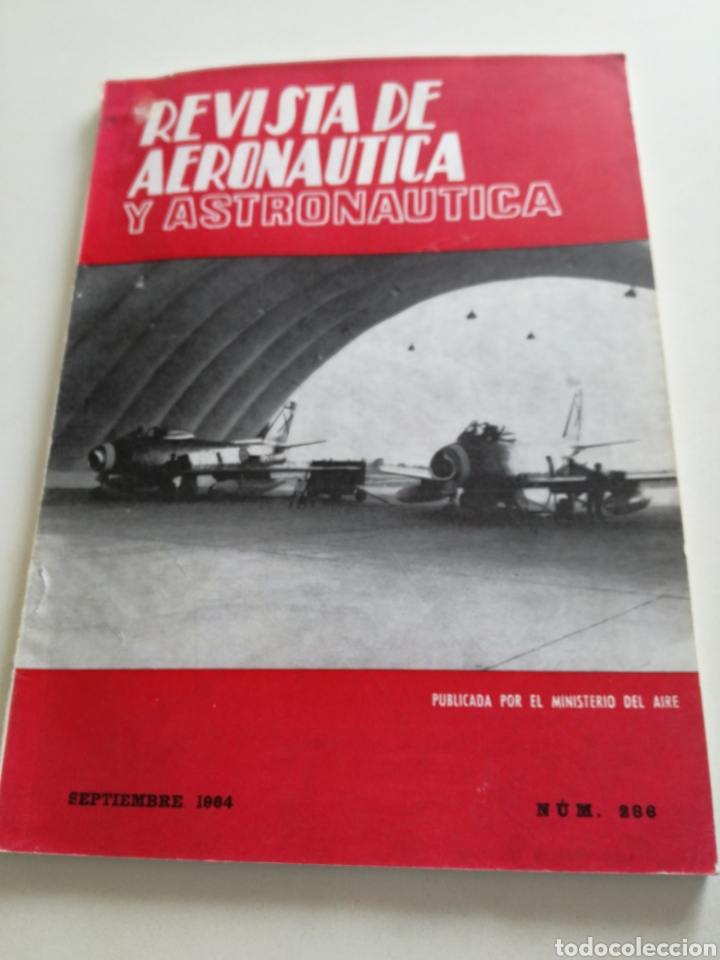 REVISTA DE
AERONAUTICA
Y ASTRONAUTICA
PUBLICADA POR EL MINISTERIO DEL AIRE
SEPTIEMBRE 1964
NÚM. 286
todocoleccion